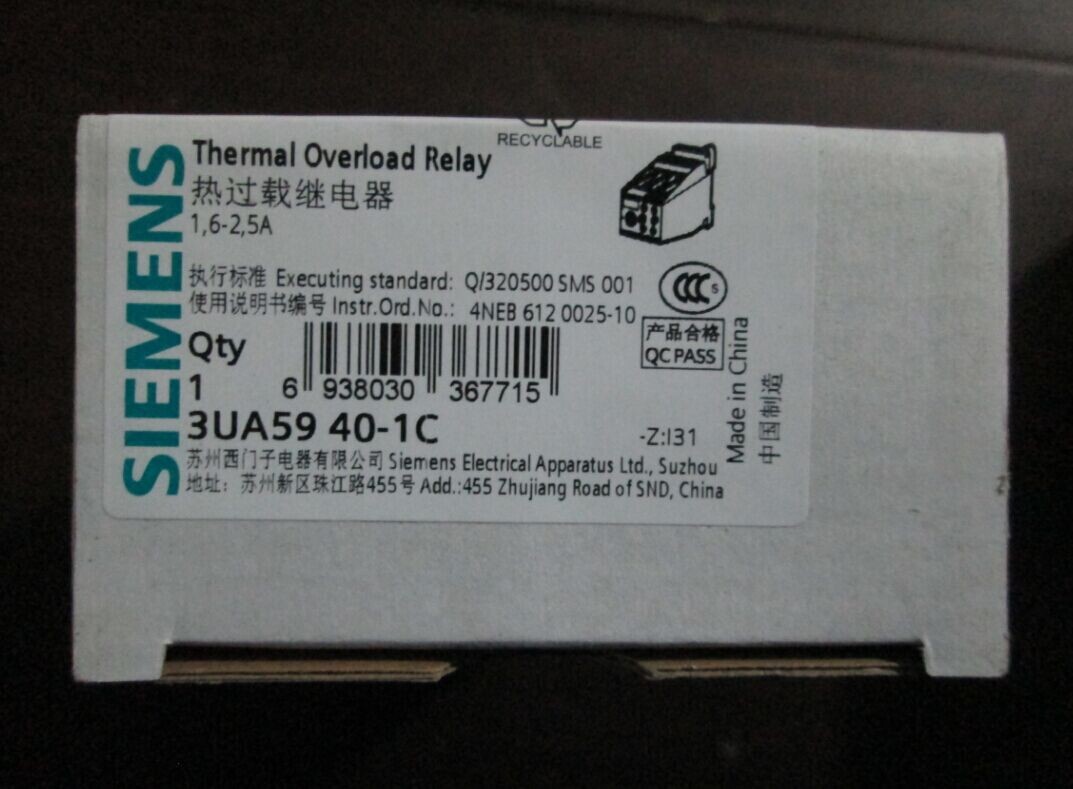 SIEMENS
RECYCLABLE
Thermal Overload Relay
热过载继电器
1,6-2,5A
执行标准 Executing standard: Q/320500 SMS 001
使用说明书编号 Instr.Ord.No.: 4NEB 612 0025-10
CCC S
产品合格
QC PASS
Qty
1
6 938030 367715
3UA59 40-1C
-Z:I31
Made in China
中国制造
苏州西门子电器有限公司 Siemens Electrical Apparatus Ltd., Suzhou
地址: 苏州新区珠江路455号 Add.:455 Zhujiang Road of SND, China